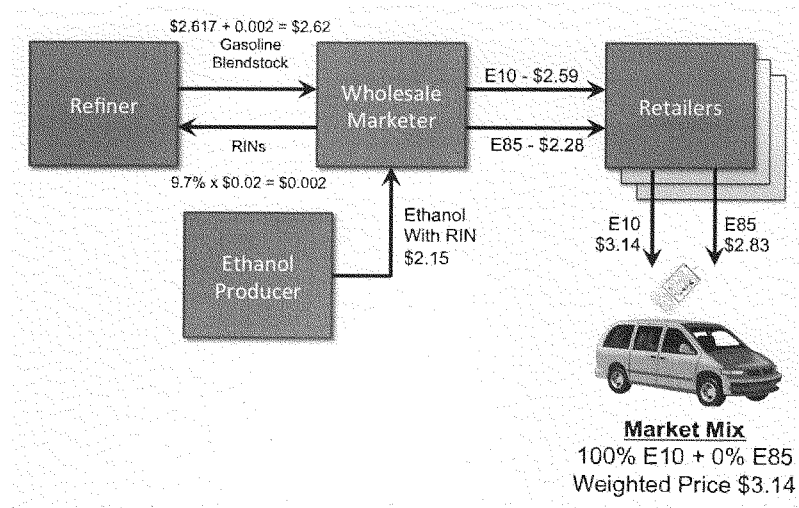 $2.617 + 0.002 = $2.62
Gasoline
Blendstock
Refiner
Wholesale
Marketer
E10 - $2.59
Retailers
RINs
E85 - $2.28
9.7% x $0.02 = $0.002
Ethanol
Producer
Ethanol
With RIN
$2.15
E10
$3.14
E85
$2.83
Market Mix
100% E10 + 0% E85
Weighted Price $3.14